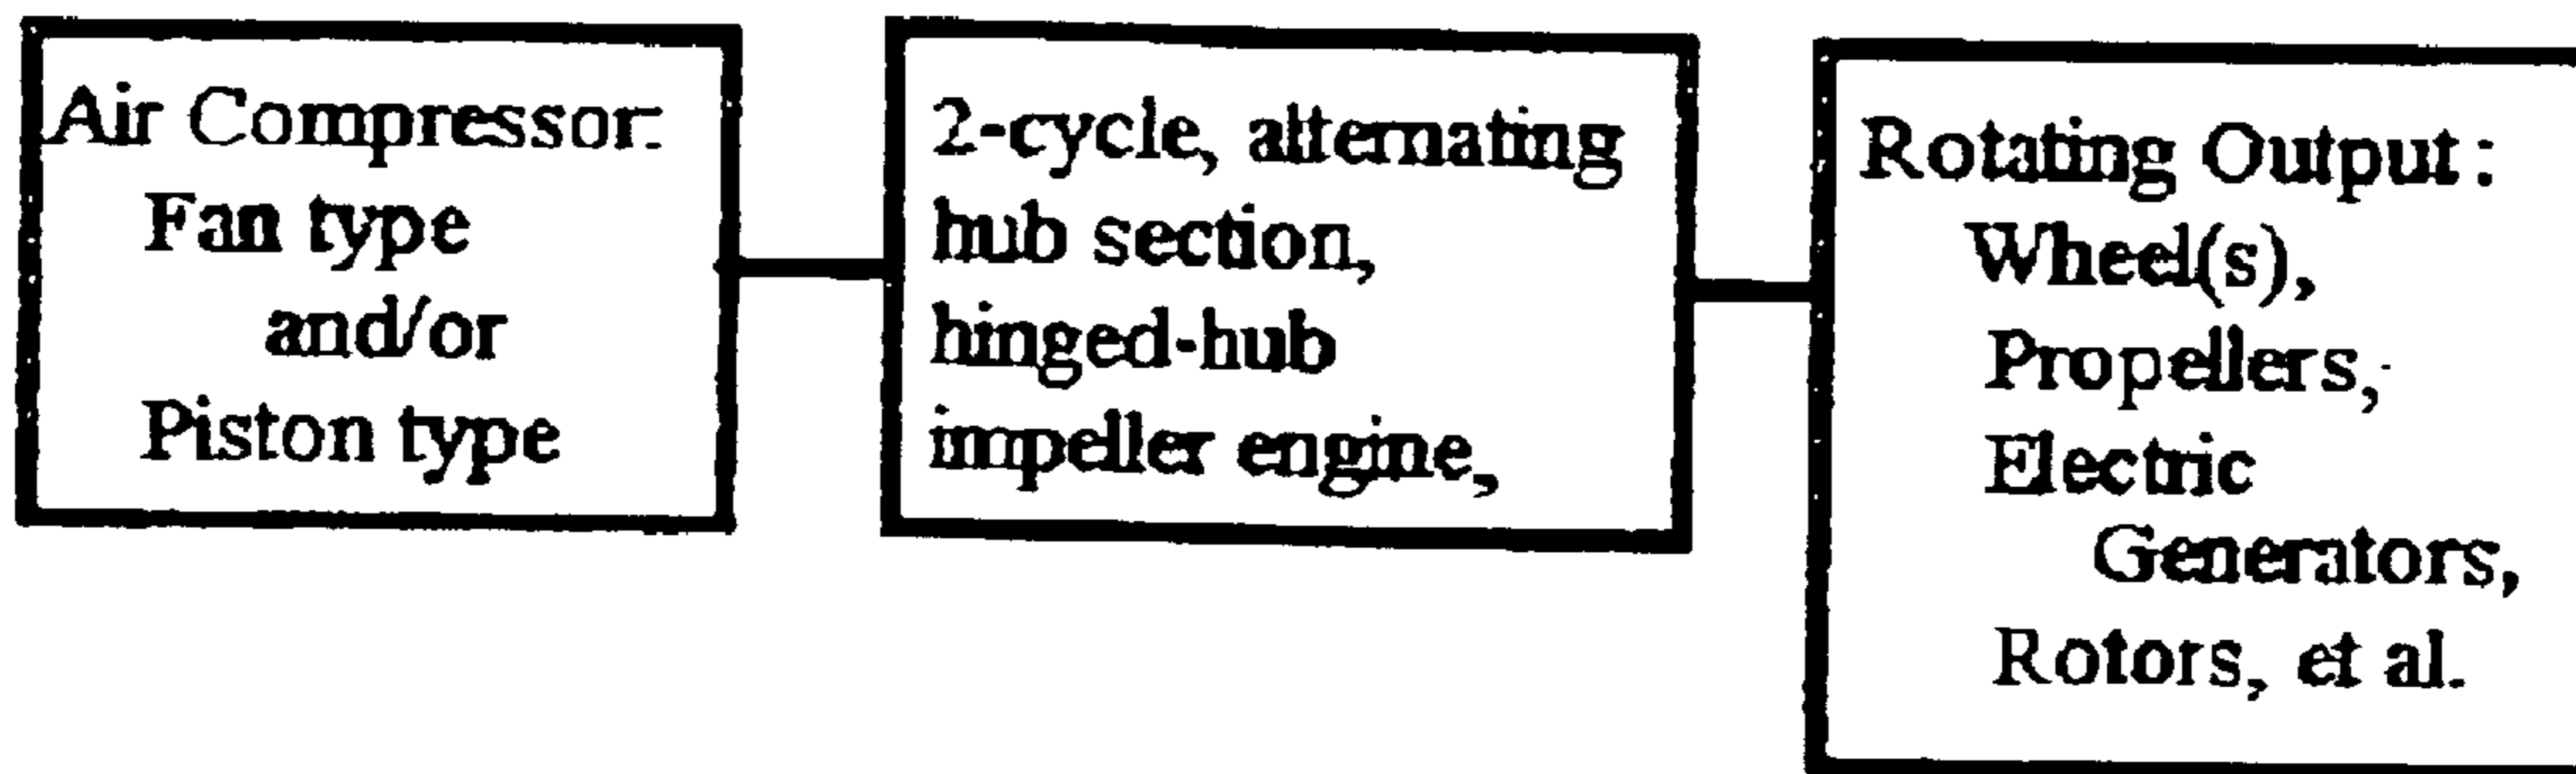 Air Compressor:
Fan type
and/or
Piston type
2-cycle, alternating
hub section,
hinged-hub
impeller engine,
Rotating Output:
Wheel(s),
Propellers,
Electric
Generators,
Rotors, et al.